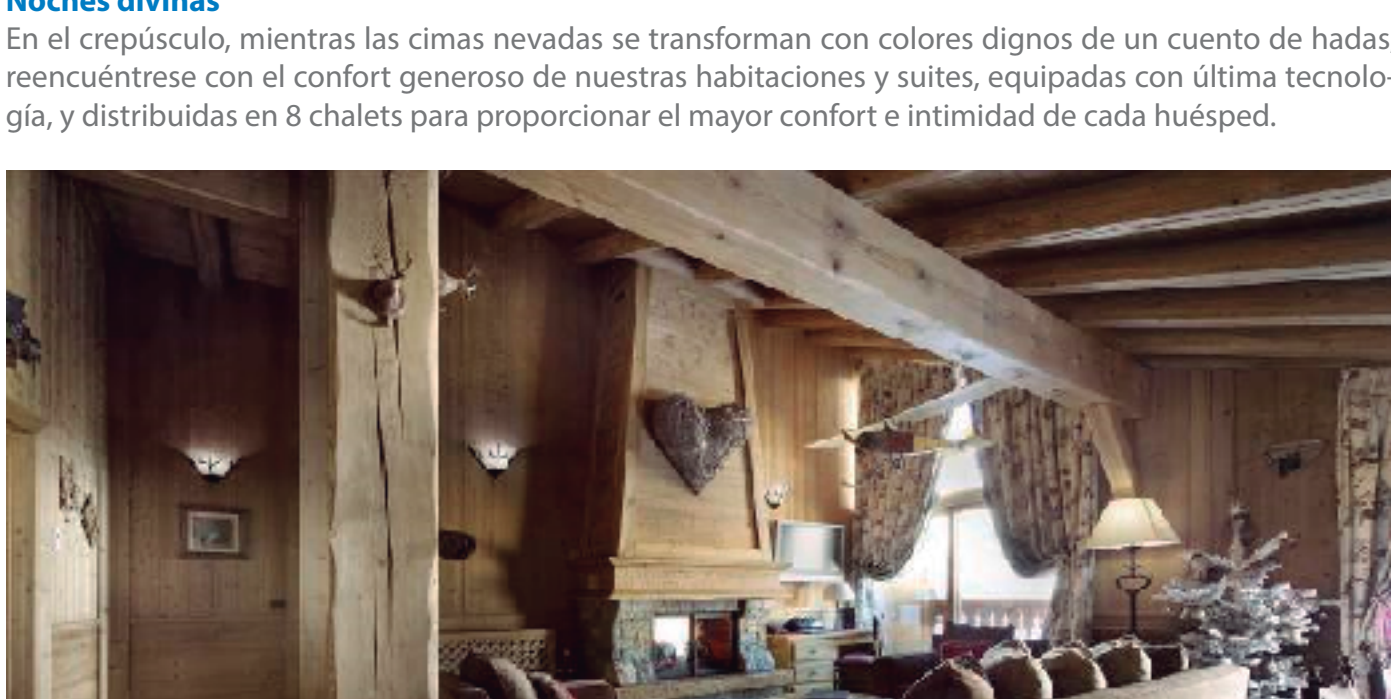 Noches divinas
En el crepúsculo, mientras las cimas nevadas se transforman con colores dignos de un cuento de hadas
reencuéntrese con el confort generoso de nuestras habitaciones y suites, equipadas con última tecnolo-
gía, y distribuidas en 8 chalets para proporcionar el mayor confort e intimidad de cada huésped.